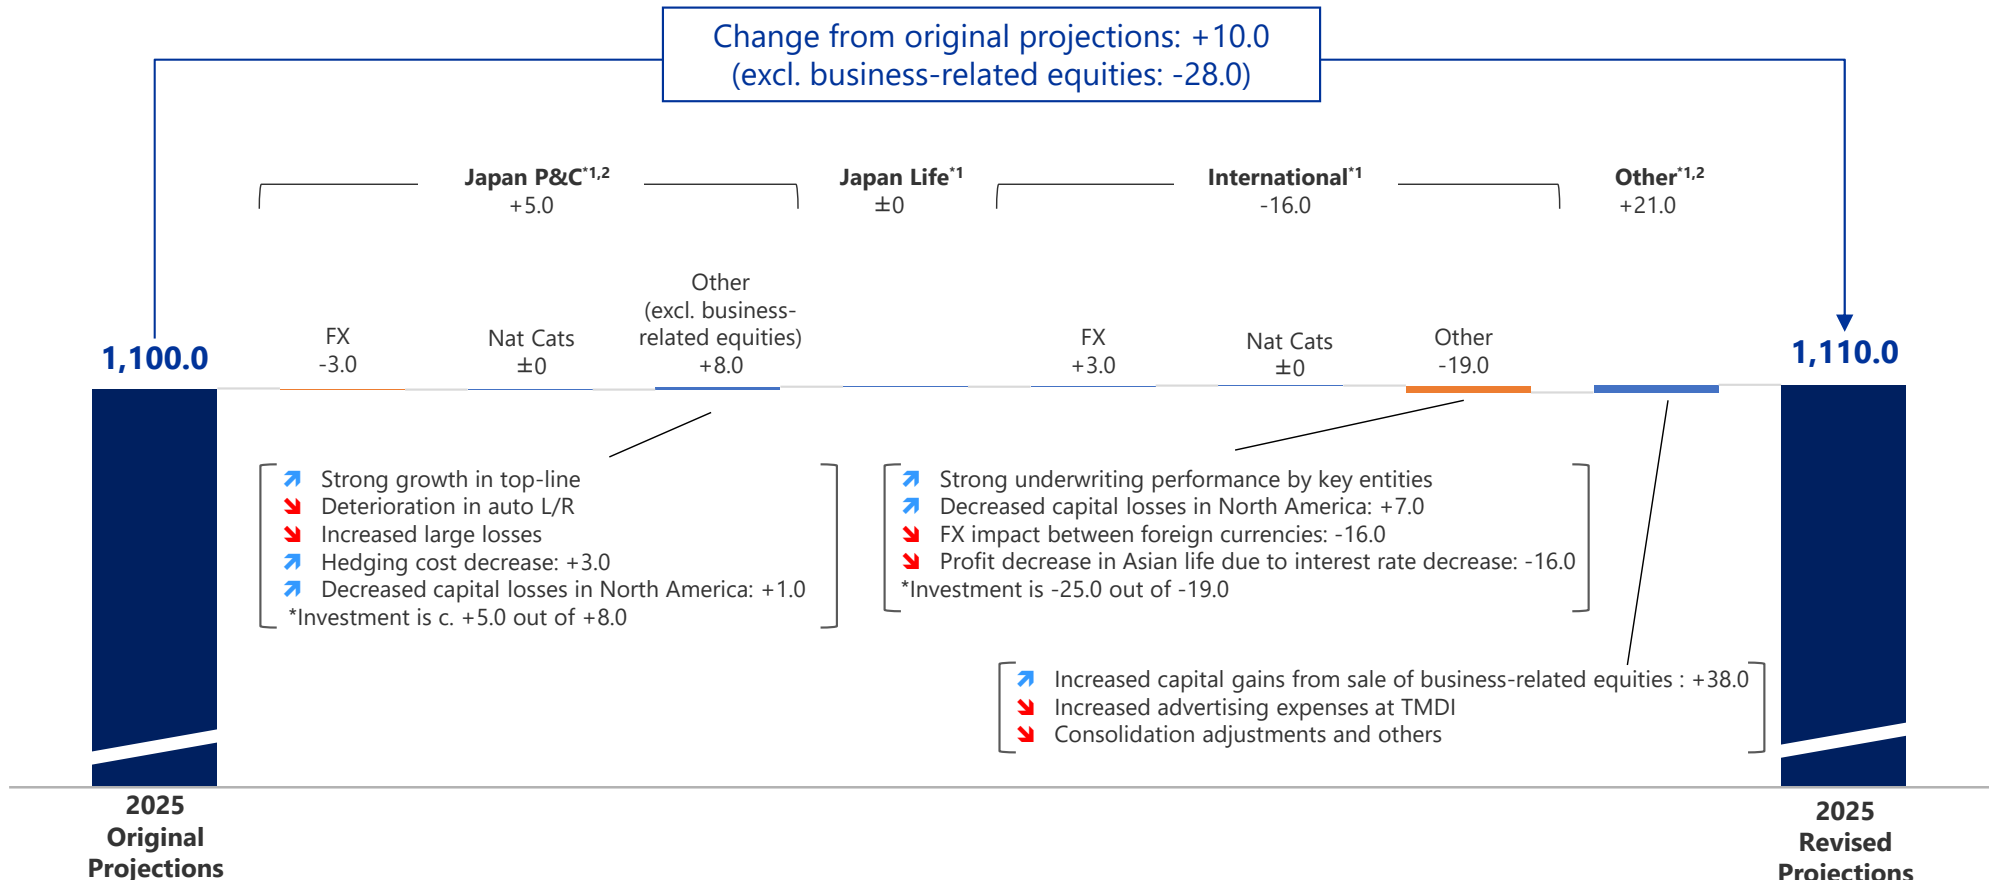 Change from original projections: +10.0
(excl. business-related equities: -28.0)
Japan P&C*1,2
+5.0
Japan Life*1
±0
International*1
-16.0
Other*1,2
+21.0
1,100.0
FX
-3.0
Nat Cats
±0
Other
(excl. business-
related equities)
+8.0
FX
+3.0
Nat Cats
±0
Other
-19.0
1,110.0
Strong growth in top-line
Deterioration in auto L/R
Increased large losses
Hedging cost decrease: +3.0
Decreased capital losses in North America: +1.0
*Investment is c. +5.0 out of +8.0
Strong underwriting performance by key entities
Decreased capital losses in North America: +7.0
FX impact between foreign currencies: -16.0
Profit decrease in Asian life due to interest rate decrease: -16.0
*Investment is -25.0 out of -19.0
Increased capital gains from sale of business-related equities : +38.0
Increased advertising expenses at TMDI
Consolidation adjustments and others
2025
Original
Projections
2025
Revised
Projections